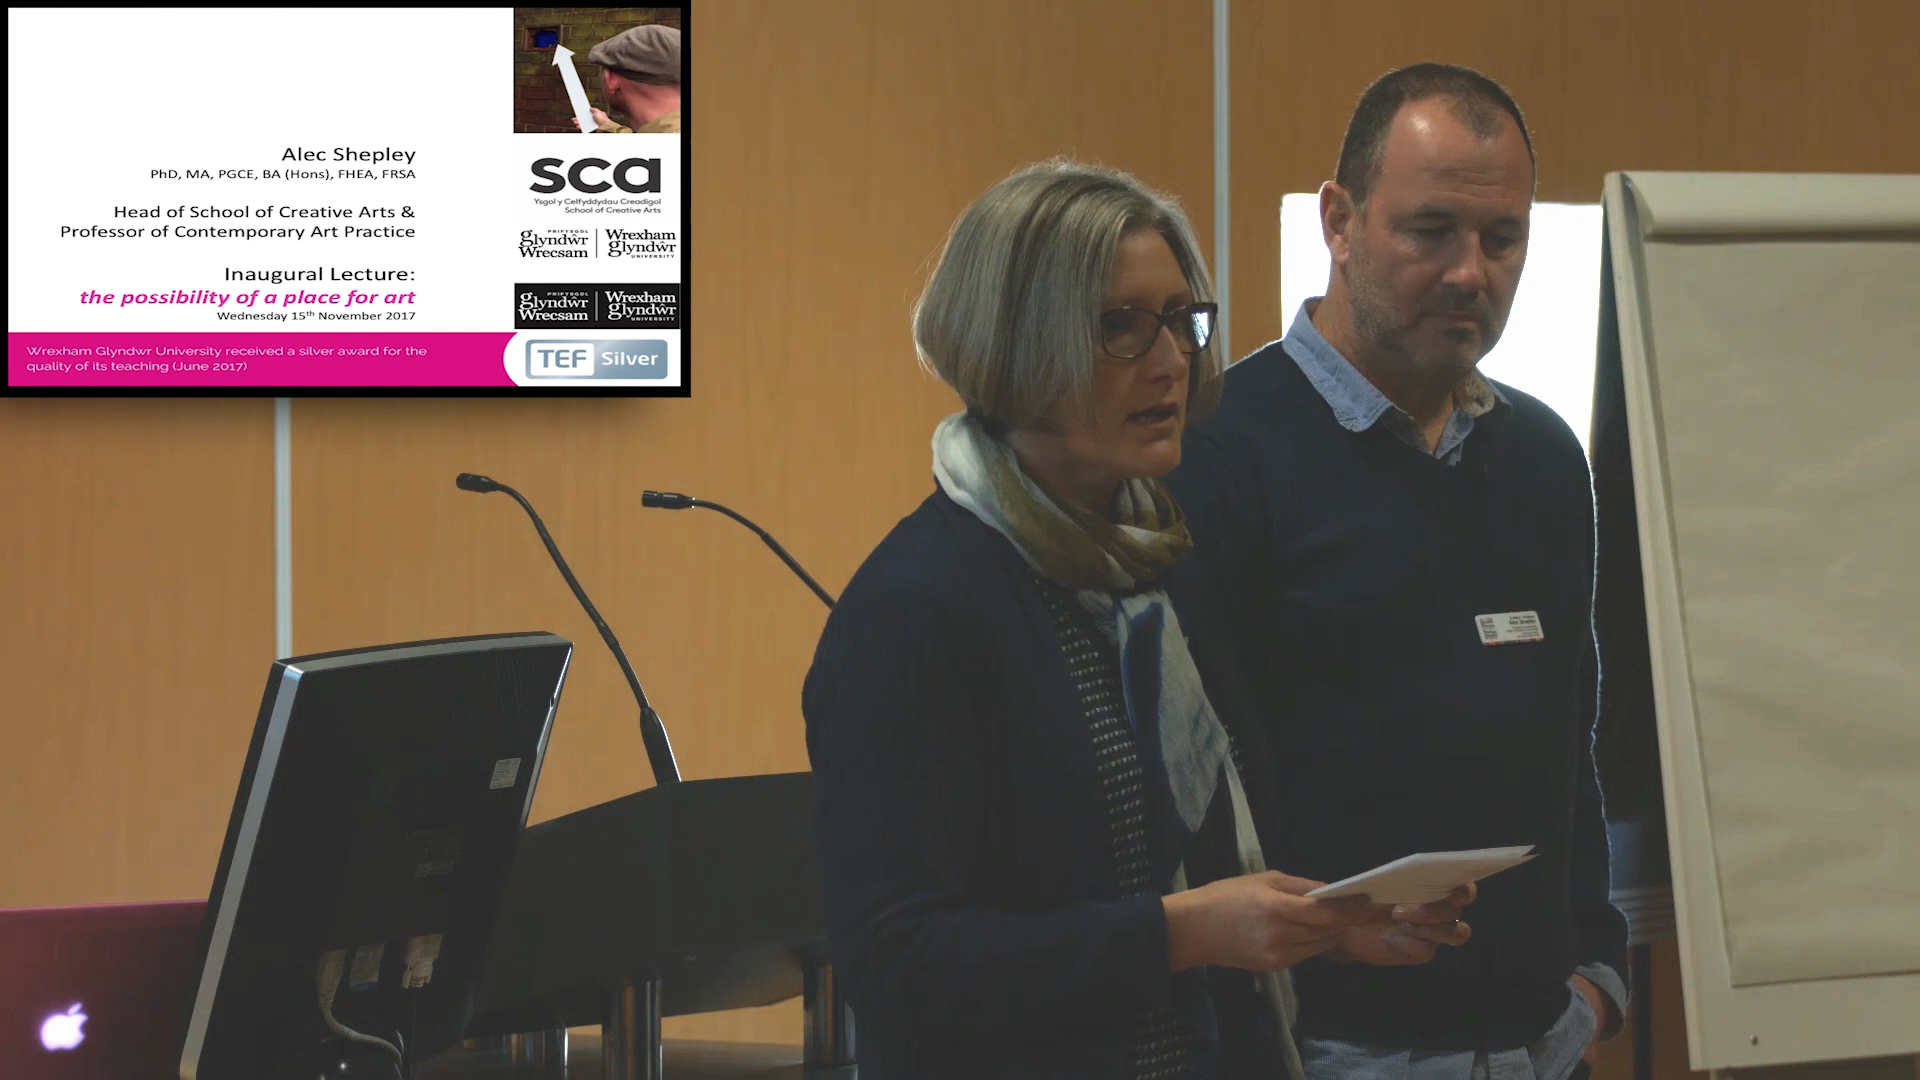 Alec Shepley
PhD, MA, PGCE, BA (Hons), FHEA, FRSA
Head of School of Creative Arts &
Professor of Contemporary Art Practice
Inaugural Lecture:
the possibility of a place for art
Wednesday 15th November 2017
Wrexham Glyndwr University received a silver award for the
quality of its teaching (June 2017)
sca
Ysgol y Celfyddydau Creadigol
School of Creative Arts
PRIFYSGOL
glyndŵr
Wrecsam
Wrexham
glyndŵr
UNIVERSITY
PRIFYSGOL
glyndŵr
Wrecsam
Wrexham
glyndŵr
UNIVERSITY
TEF Silver
Alec Shepley